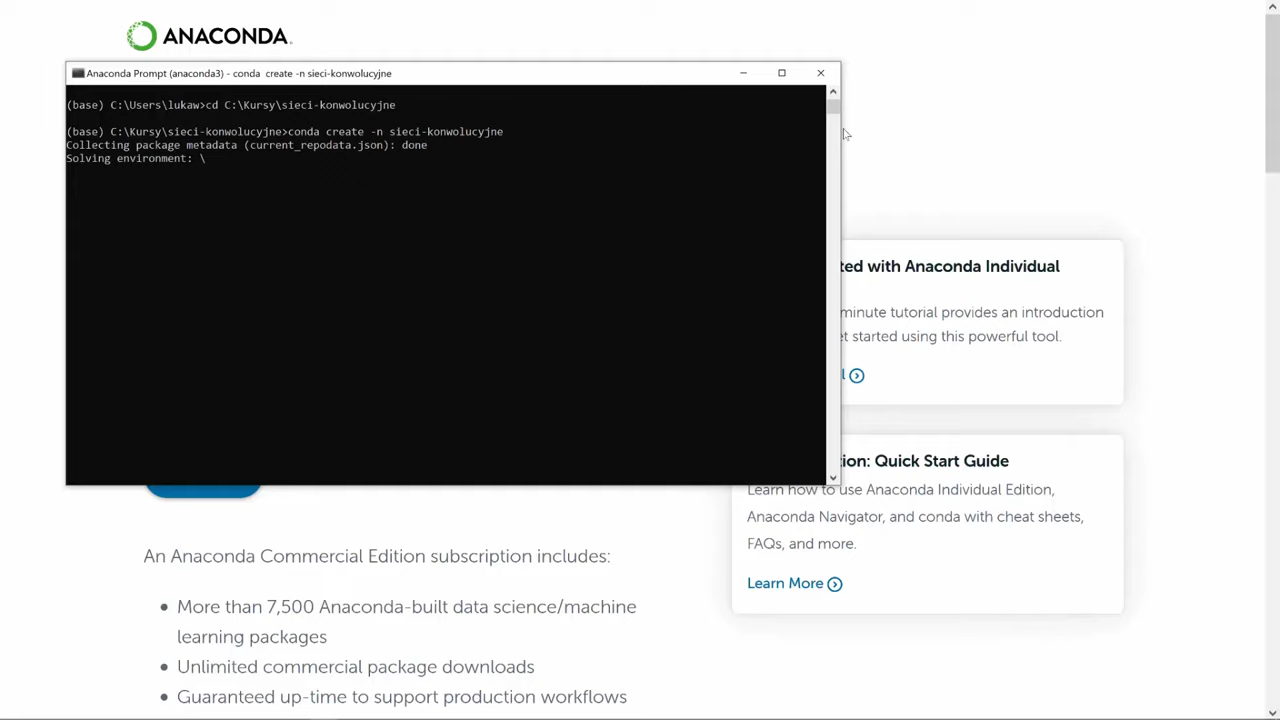 ANACONDA.
Anaconda Prompt (anaconda3) - conda  create -n sieci-konwolucyjne
(base) C:\Users\lukaw>cd C:\Kursy\sieci-konwolucyjne
(base) C:\Kursy\sieci-konwolucyjne>conda create -n sieci-konwolucyjne
Collecting package metadata (current_repodata.json): done
Solving environment: \
ted with Anaconda Individual
minute tutorial provides an introduction
et started using this powerful tool.
ion: Quick Start Guide
Learn how to use Anaconda Individual Edition,
Anaconda Navigator, and conda with cheat sheets,
FAQs, and more.
Learn More
An Anaconda Commercial Edition subscription includes:
• More than 7,500 Anaconda-built data science/machine
learning packages
• Unlimited commercial package downloads
• Guaranteed up-time to support production workflows